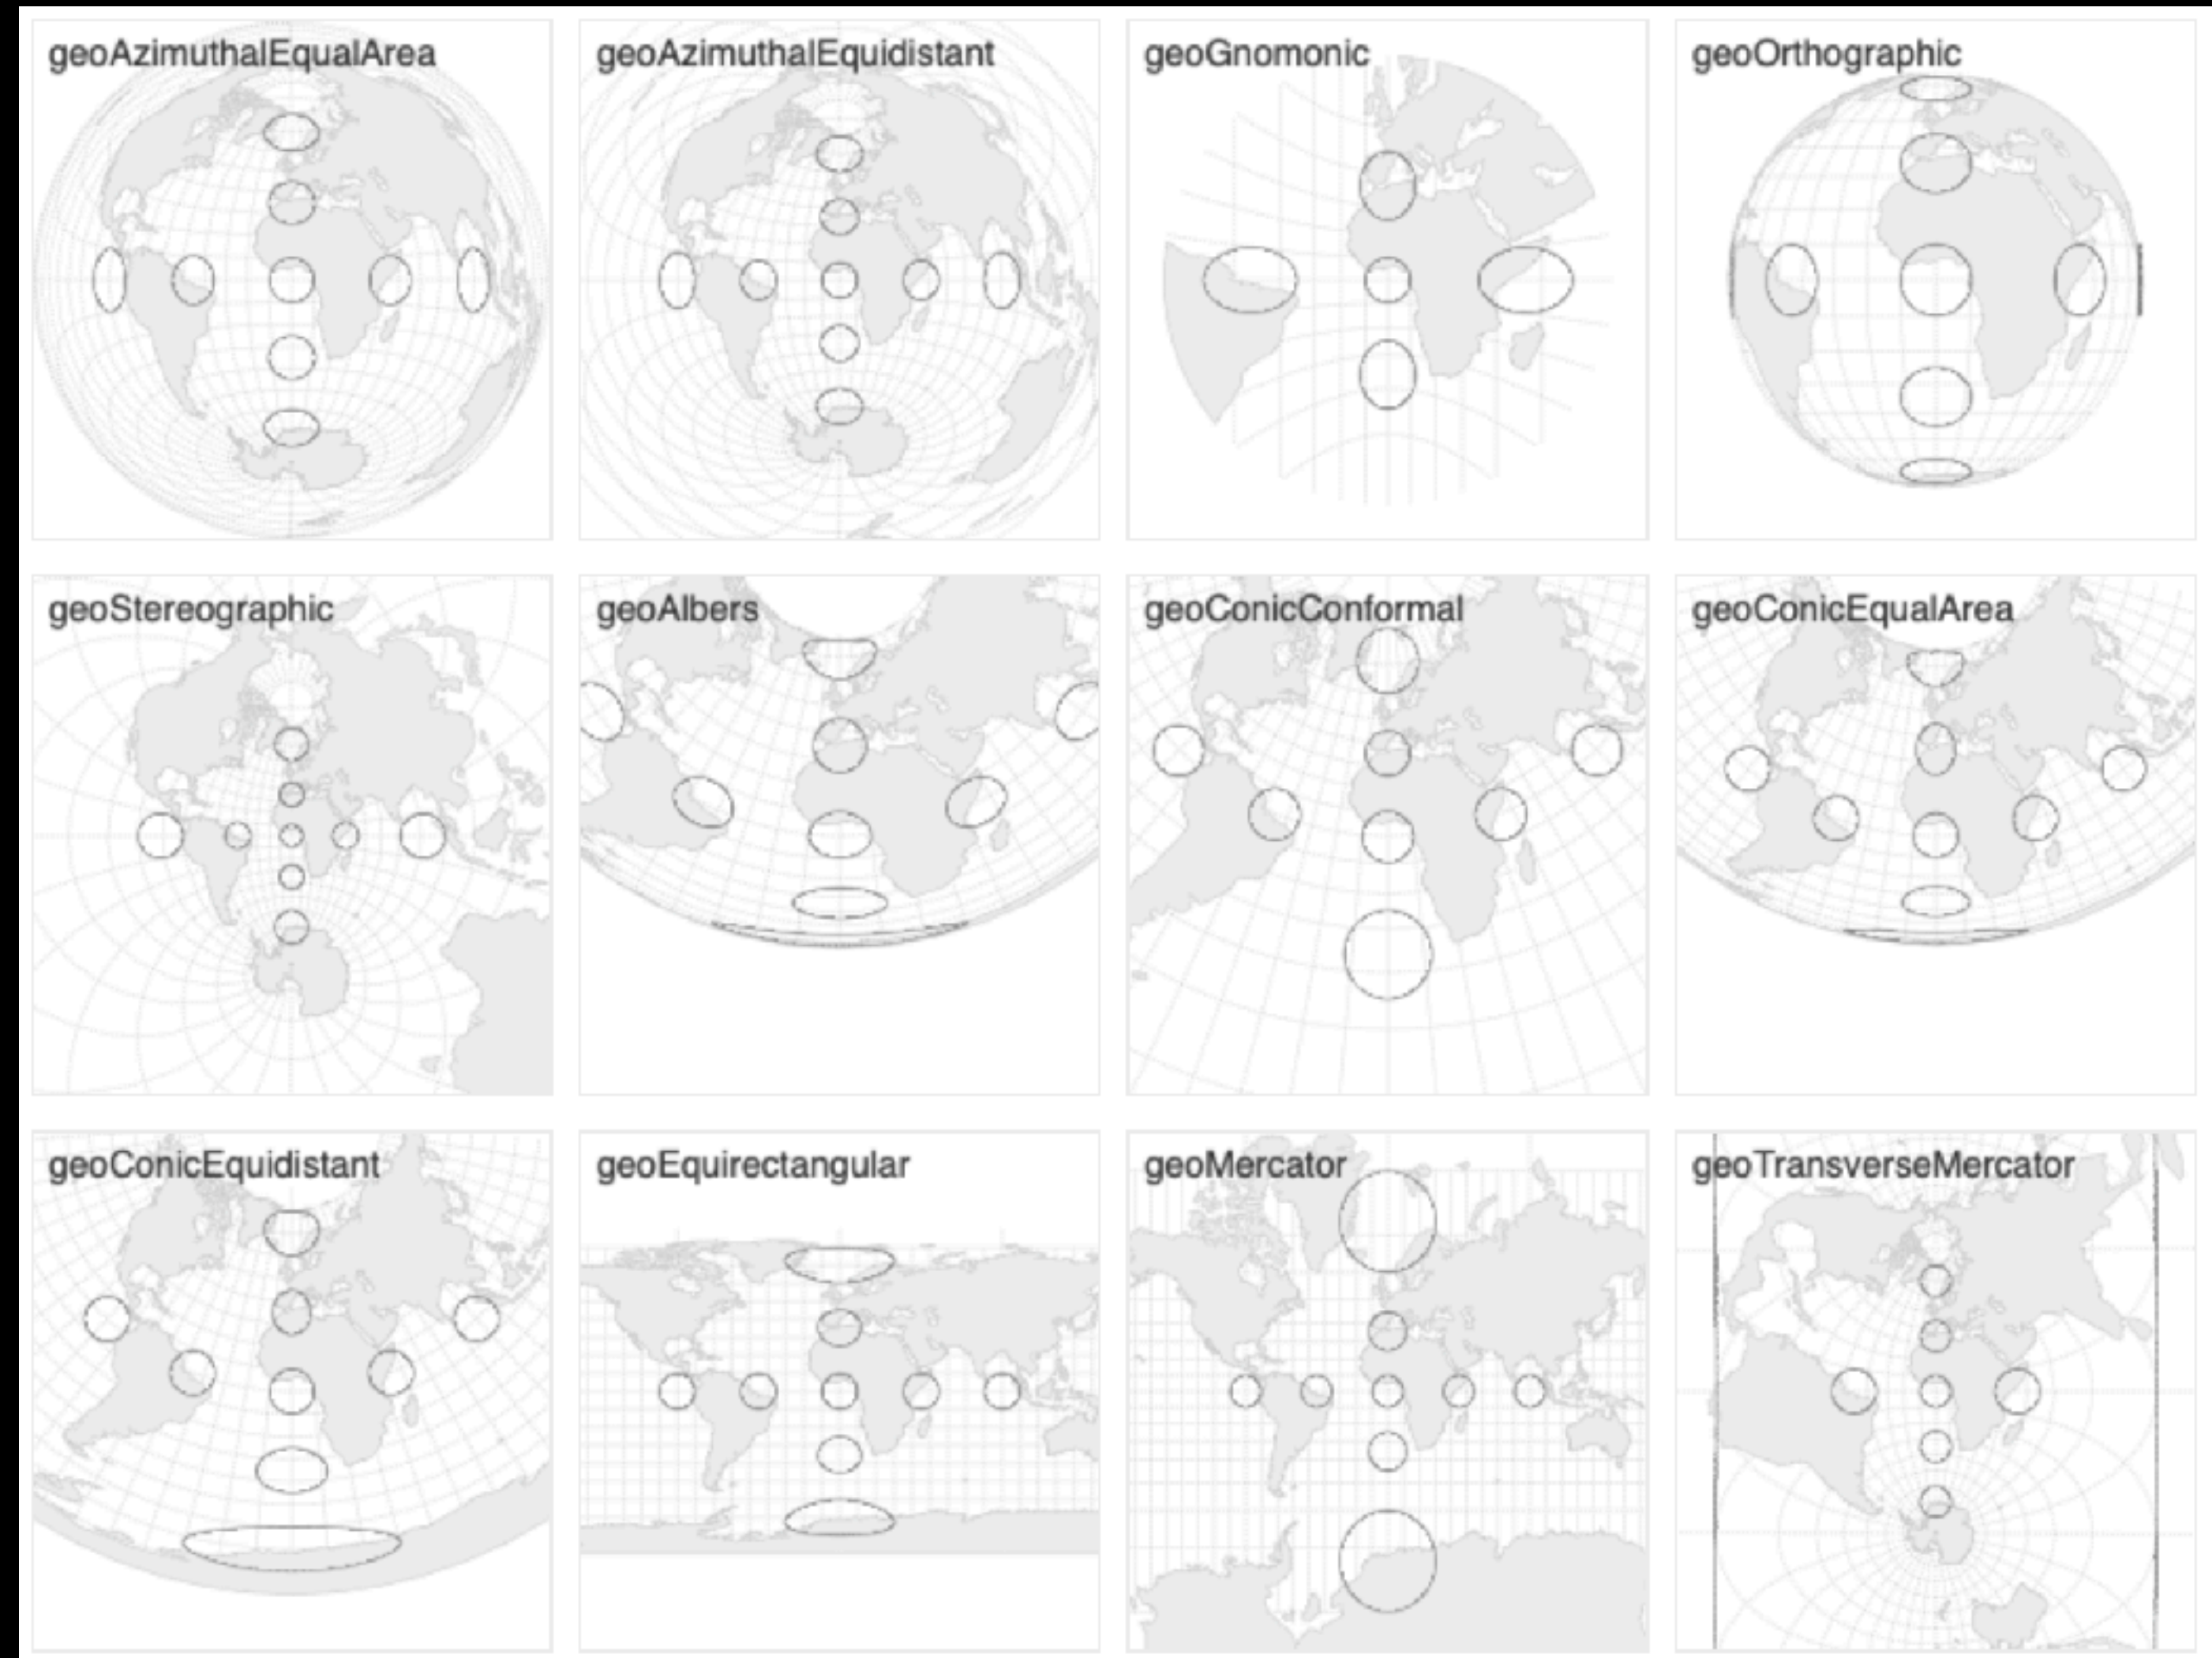 geoAzimuthalEqualArea
geoAzimuthalEquidistant
geoGnomonic
geoOrthographic
geoStereographic
geoAlbers
geoConicConformal
geoConicEqualArea
geoConicEquidistant
geoEquirectangular
geoMercator
geoTransverseMercator